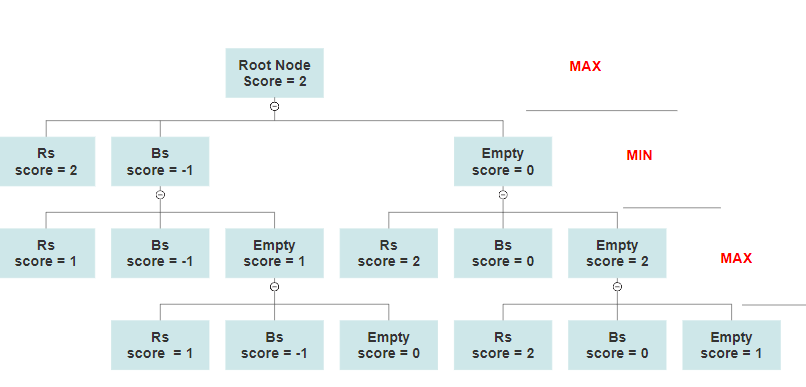 Root Node
Score = 2
MAX
Rs
score = 2
Bs
score = -1
Empty
score = 0
MIN
Rs
score = 1
Bs
score = -1
Empty
score = 1
Rs
score = 2
Bs
score = 0
Empty
score = 2
MAX
Rs
score  = 1
Bs
score = -1
Empty
score = 0
Rs
score = 2
Bs
score = 0
Empty
score = 1